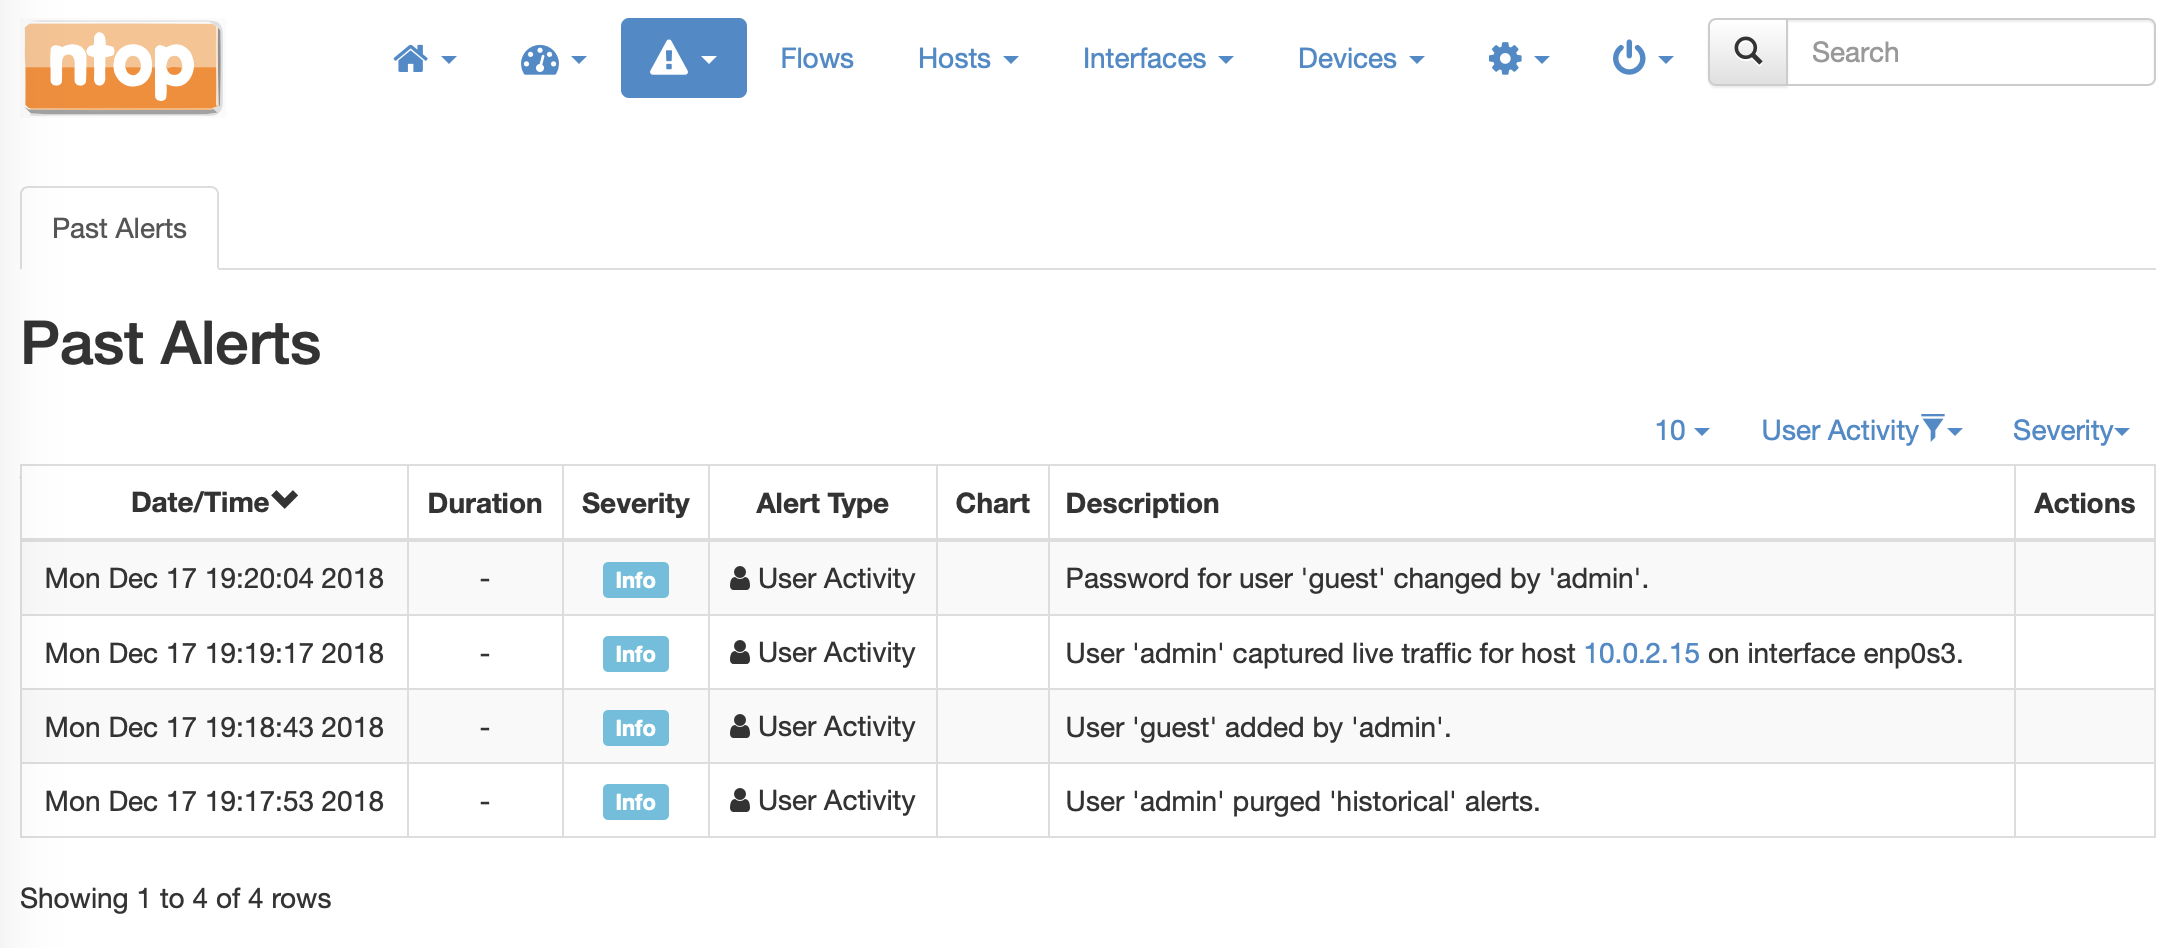 ntop
Flows Hosts Interfaces Devices Search
Past Alerts
Past Alerts
10 User Activity Severity
Date/Time Duration Severity Alert Type Chart Description Actions
Mon Dec 17 19:20:04 2018 - Info User Activity Password for user 'guest' changed by 'admin'.
Mon Dec 17 19:19:17 2018 - Info User Activity User 'admin' captured live traffic for host 10.0.2.15 on interface enp0s3.
Mon Dec 17 19:18:43 2018 - Info User Activity User 'guest' added by 'admin'.
Mon Dec 17 19:17:53 2018 - Info User Activity User 'admin' purged 'historical' alerts.
Showing 1 to 4 of 4 rows